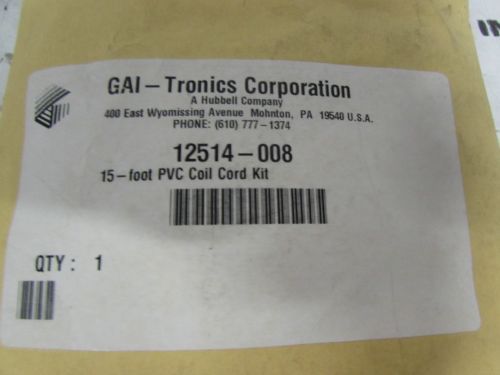 GAI-Tronics Corporation
A Hubbell Company
400 East Wyomissing Avenue Mohnton, PA 19540 U.S.A.
PHONE: (610) 777-1374
12514-008
15-foot PVC Coil Cord Kit
QTY: 1